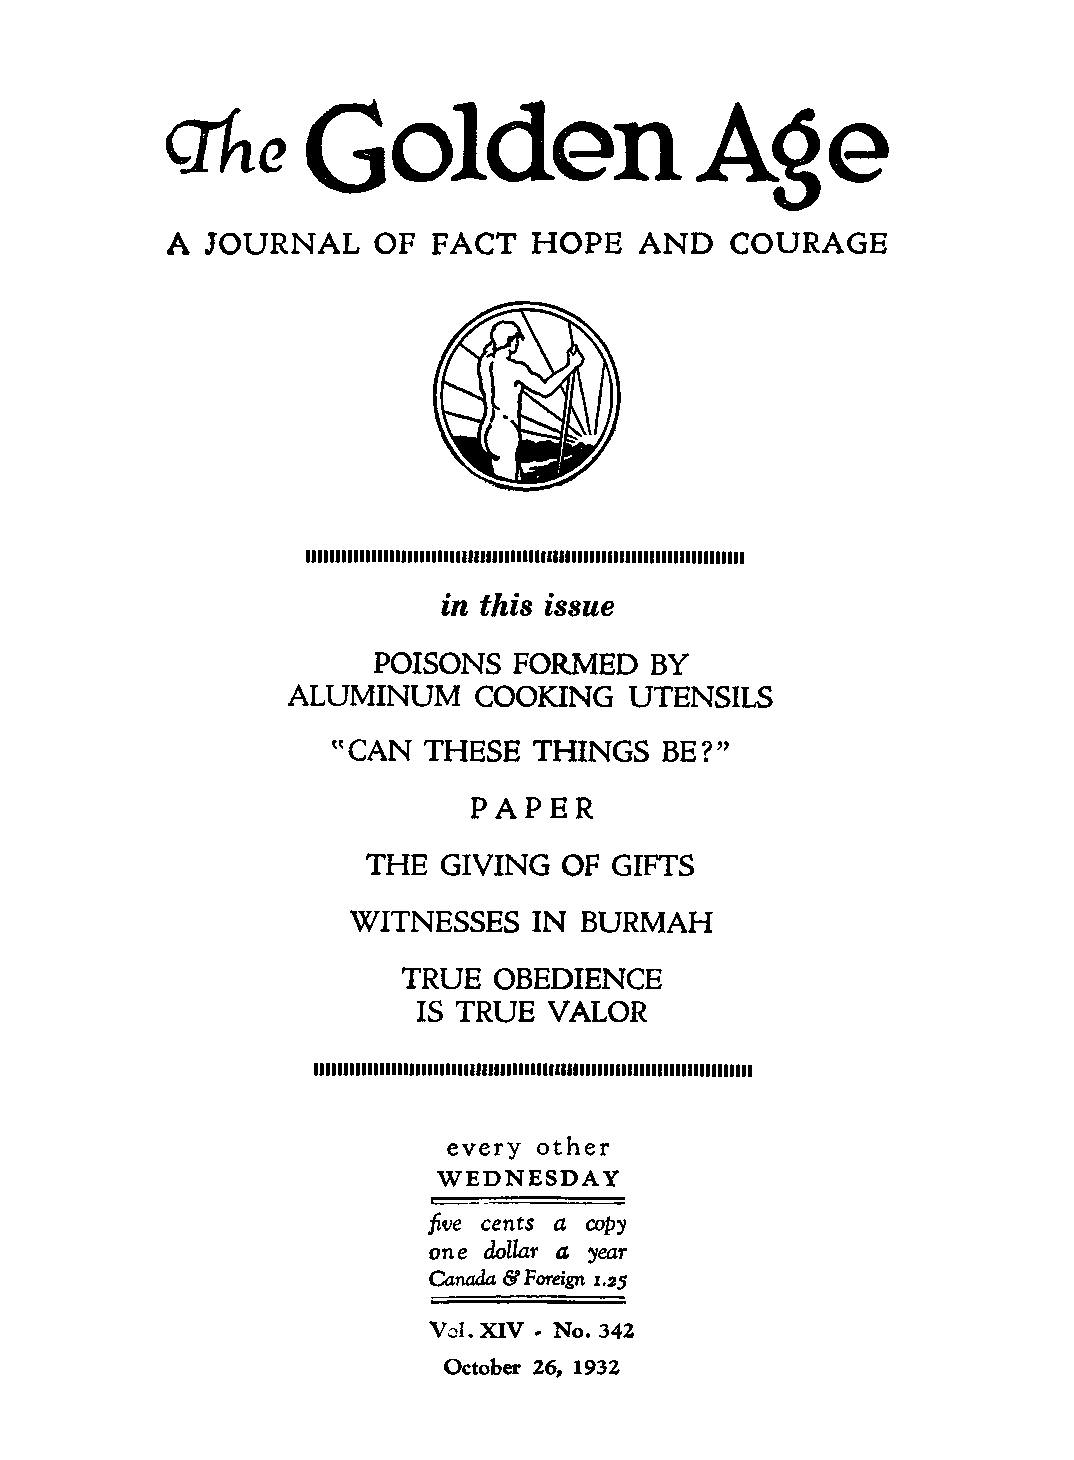 The Golden Age
A JOURNAL OF FACT HOPE AND COURAGE
in this issue
POISONS FORMED BY
ALUMINUM COOKING UTENSILS
"CAN THESE THINGS BE?"
PAPER
THE GIVING OF GIFTS
WITNESSES IN BURMAH
TRUE OBEDIENCE
IS TRUE VALOR
every other
WEDNESDAY
five cents a copy
one dollar a year
Canada & Foreign 1.25
Vol. XIV - No. 342
October 26, 1932